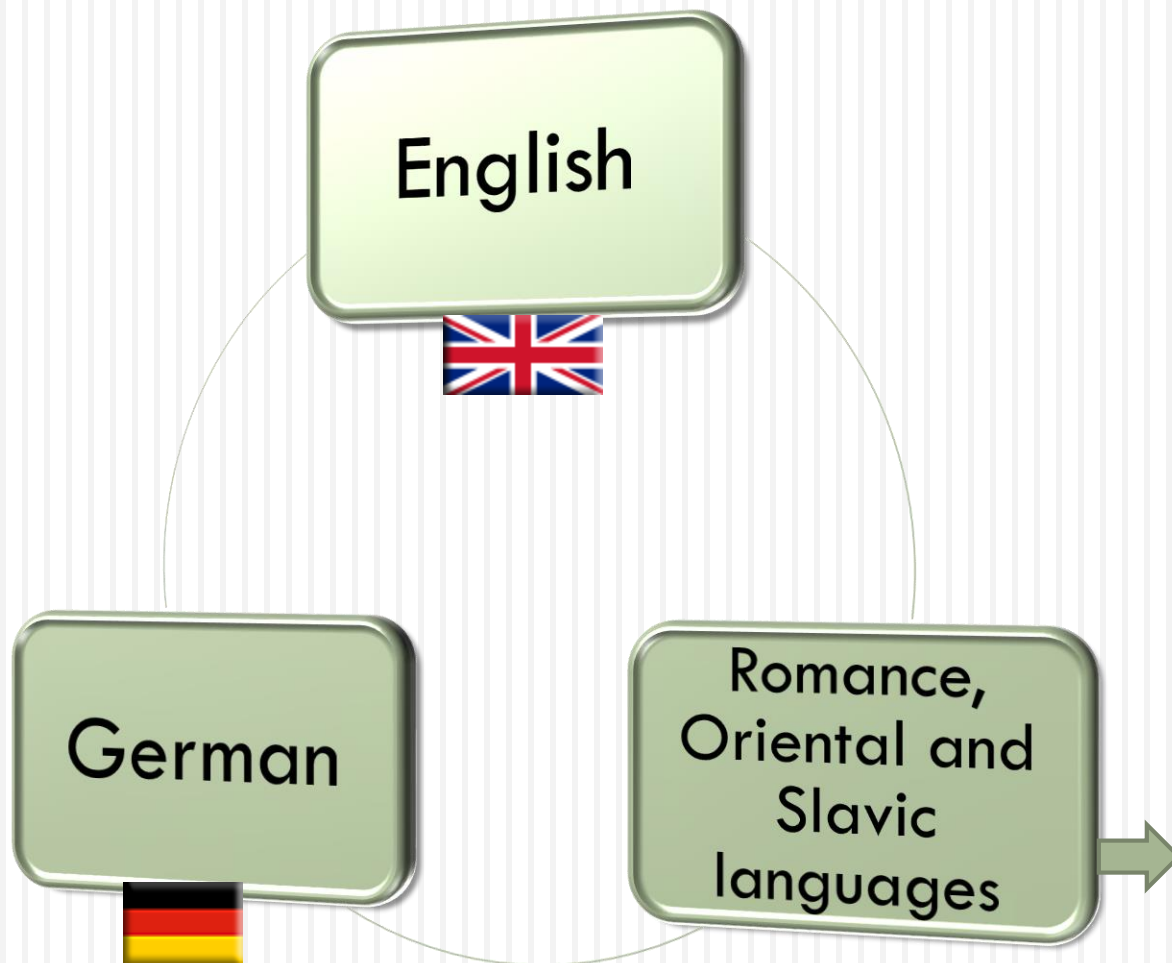 English
German
Romance,
Oriental and
Slavic
languages